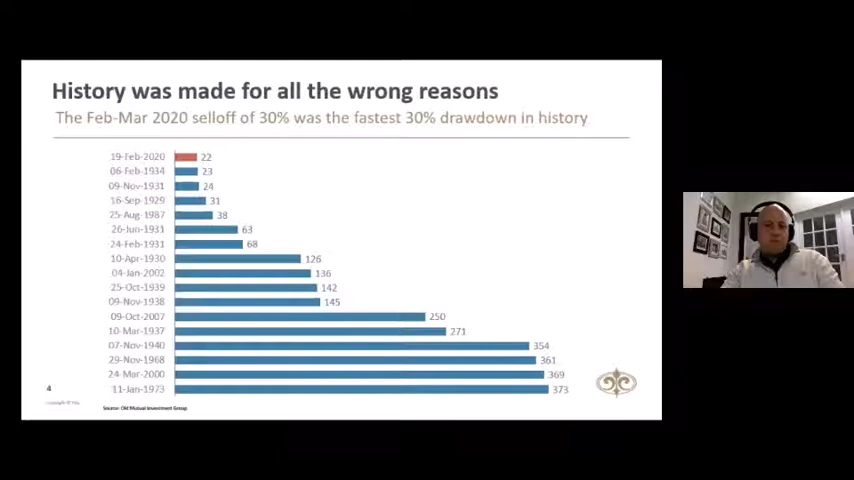 History was made for all the wrong reasons
The Feb-Mar 2020 selloff of 30% was the fastest 30% drawdown in history
19-Feb-2020 22
06-Feb-1934 23
09-Nov-1931 24
16-Sep-1929 31
25-Aug-1987 38
26-Jun-1931 63
24-Feb-1931 68
10-Apr-1930 126
04-Jan-2002 136
25-Oct-1939 142
09-Nov-1938 145
09-Oct-2007 250
10-Mar-1937 271
07-Nov-1940 354
29-Nov-1968 361
24-Mar-2000 369
11-Jan-1973 373
4
Source: Old Mutual Investment Group